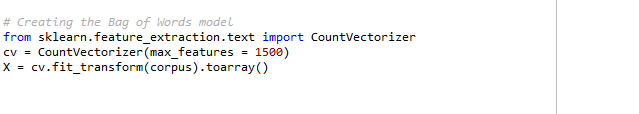 # Creating the Bag of Words model
from sklearn.feature_extraction.text import CountVectorizer
cv = CountVectorizer(max_features = 1500)
X = cv.fit_transform(corpus).toarray()